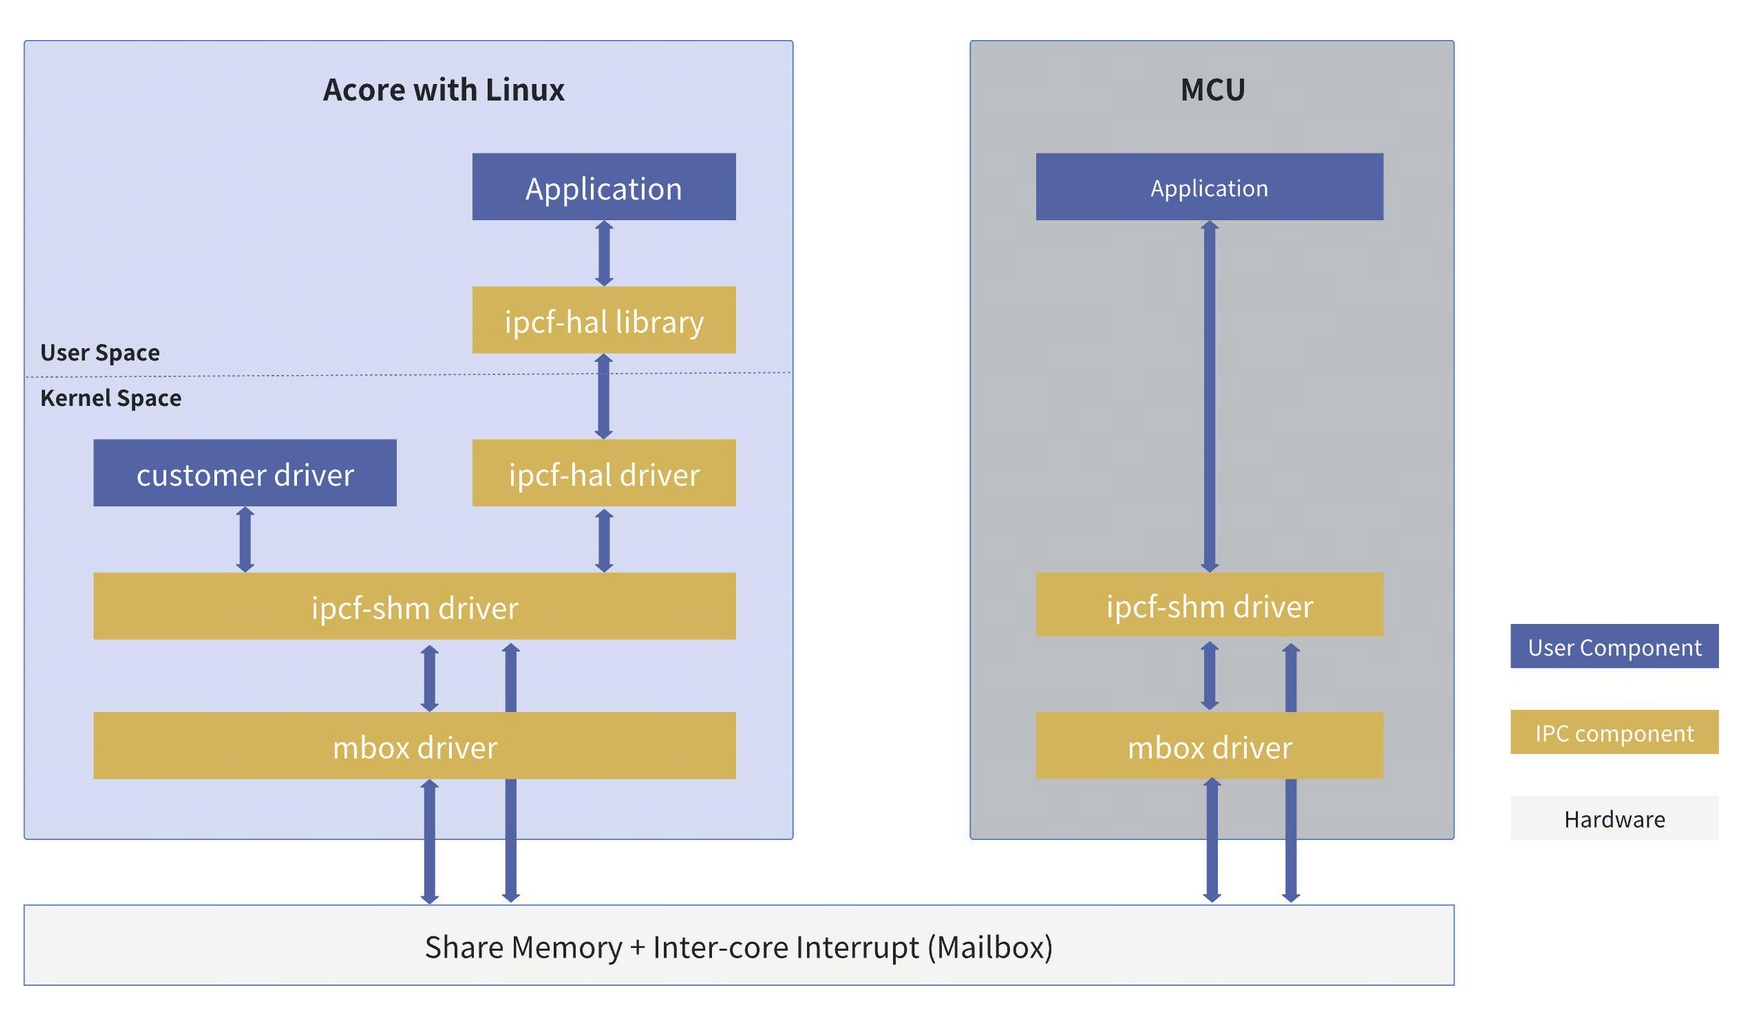 Acore with Linux
Application
ipcf-hal library
User Space
Kernel Space
customer driver
ipcf-hal driver
ipcf-shm driver
mbox driver
MCU
Application
ipcf-shm driver
mbox driver
Share Memory + Inter-core Interrupt (Mailbox)
User Component
IPC component
Hardware